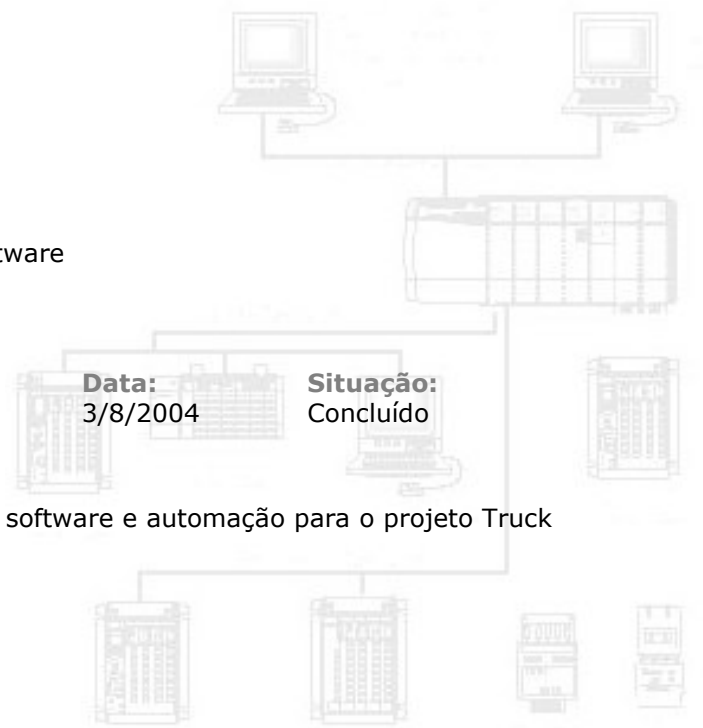 tware
Data: Situação:
3/8/2004 Concluído
software e automação para o projeto Truck